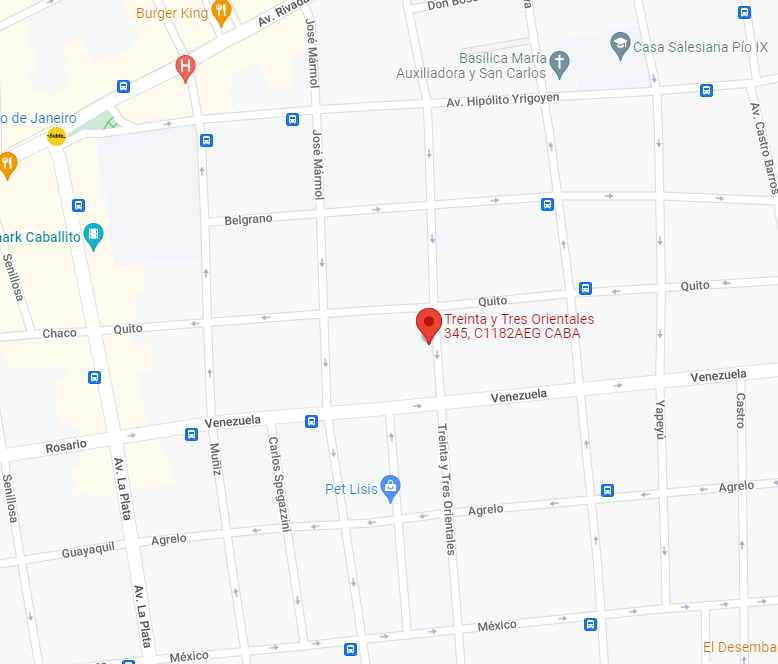 Burger King
Av. Rivad
Don Bos
José Mármol
Basílica María
Auxiliadora y San Carlos
Casa Salesiana Pío IX
H
Av. Hipólito Yrigoyen
o de Janeiro
Subte
Av. Castro Barros
José Mármol
Belgrano
ark Caballito
Senillosa
Quito
Quito
Chaco
Quito
Treinta y Tres Orientales
345, C1182AEG CABA
Venezuela
Venezuela
Venezuela
Rosario
Muñiz
Carlos Spegazzini
Treinta y Tres Orientales
Yapeyú
Castro
Senillosa
Av. La Plata
Pet Lisis
Agrelo
Agrelo
Agrelo
Guayaquil
Av. La Plata
México
México
El Desemba